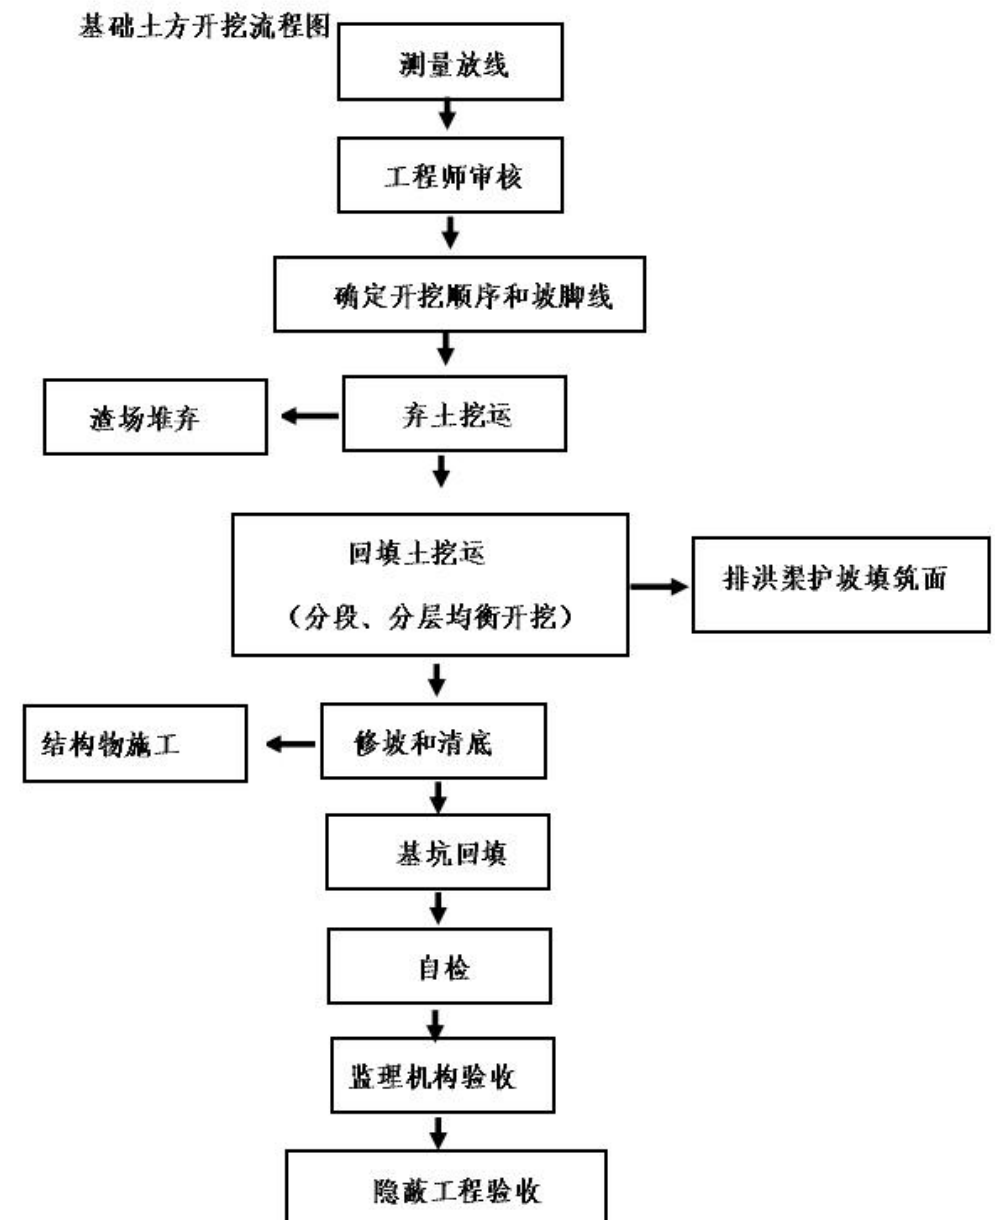 基础土方开挖流程图
测量放线
工程师审核
确定开挖顺序和坡脚线
渣场堆弃
弃土挖运
回填土挖运
（分段、分层均衡开挖）
排洪渠护坡填筑面
结构物施工
修坡和清底
基坑回填
自检
监理机构验收
隐蔽工程验收